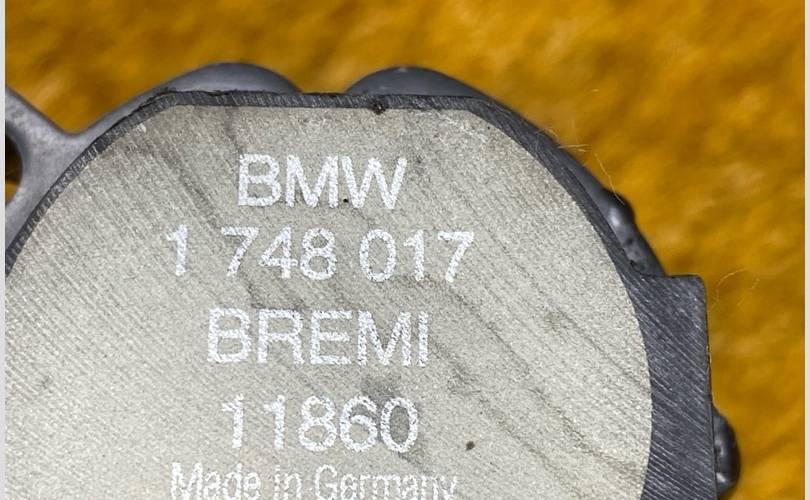 BMW
1 748 017
BREMI
11860
Made in Germany